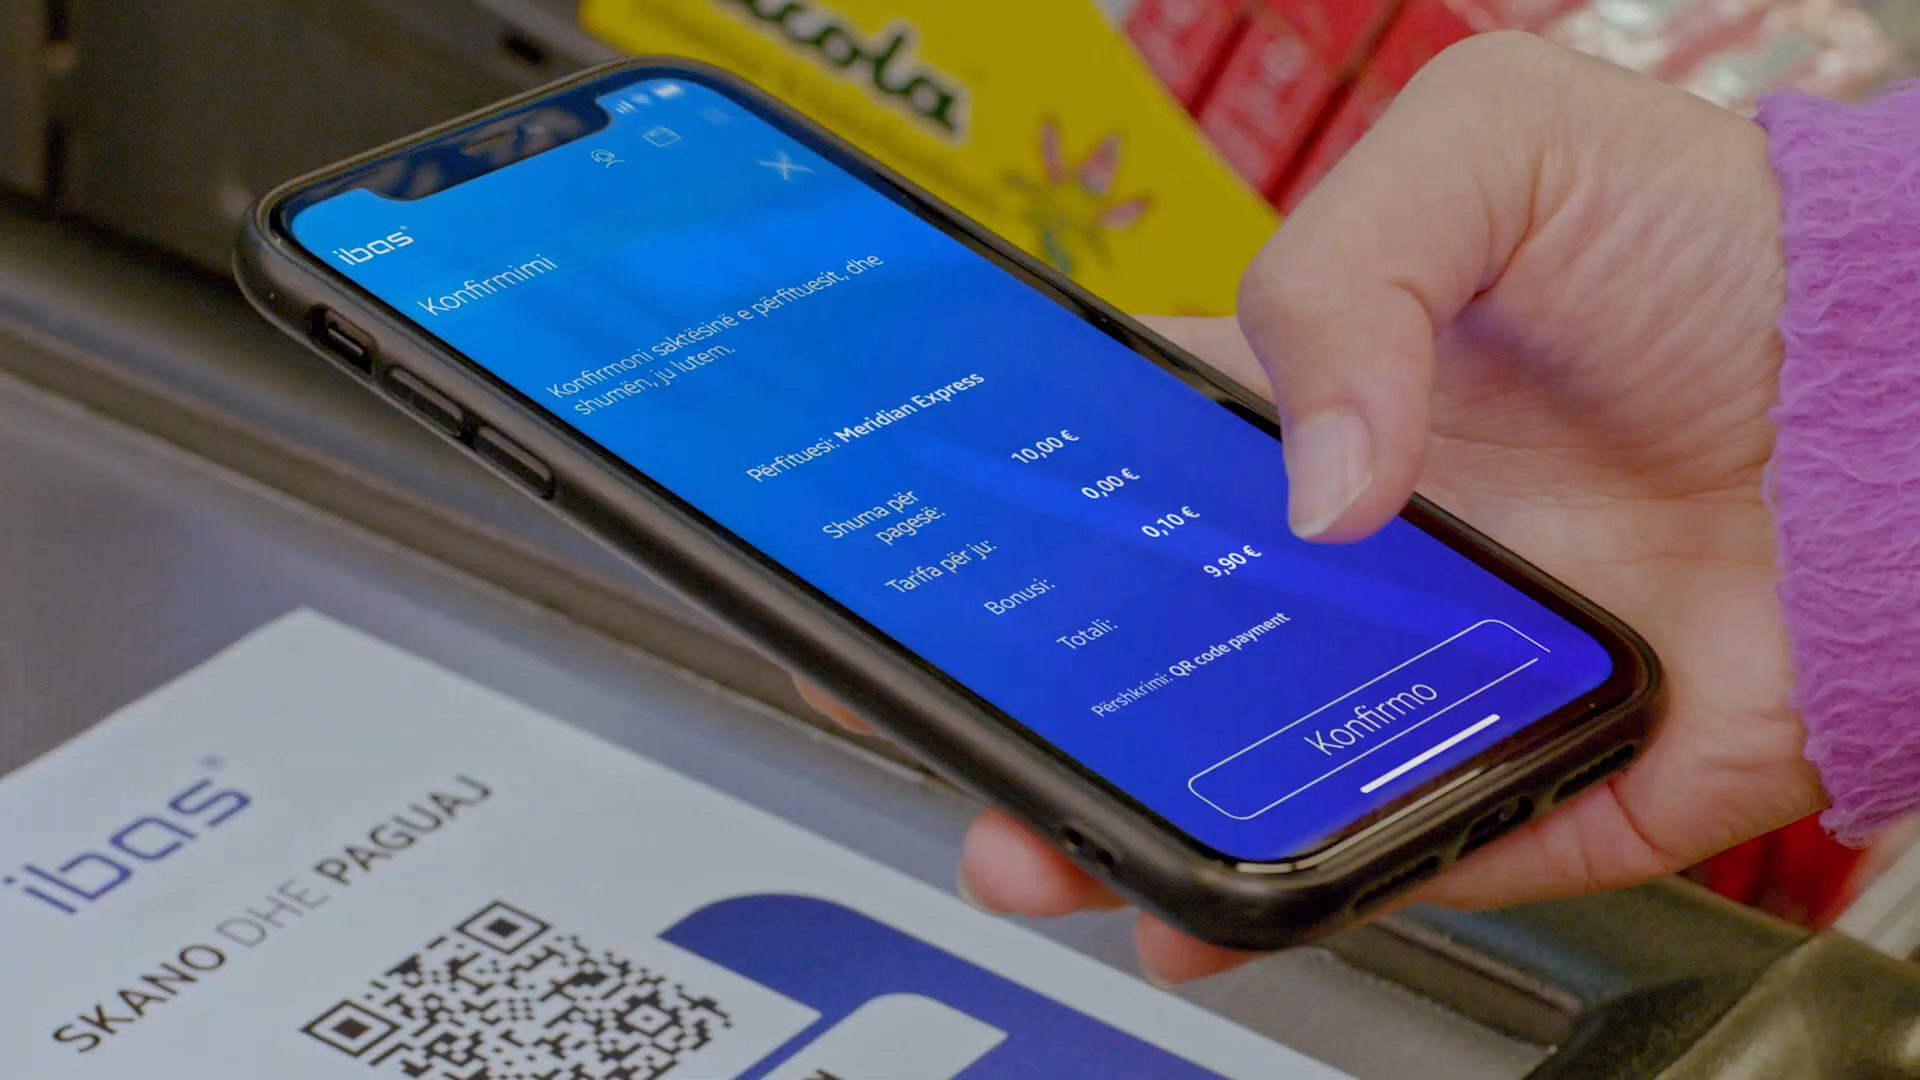 ibas®
Konfirmimi
Konfirmoni saktësinë e përfituesit, dhe
shumën, ju lutem.
Përfituesi: Meridian Express
Shuma për
pagesë:
10,00 €
Tarifa për ju:
0,00 €
Bonusi:
0,10 €
Totali:
9,90 €
Përshkrimi: QR code payment
Konfirmo
ibas®
SKANO DHE PAGUAJ